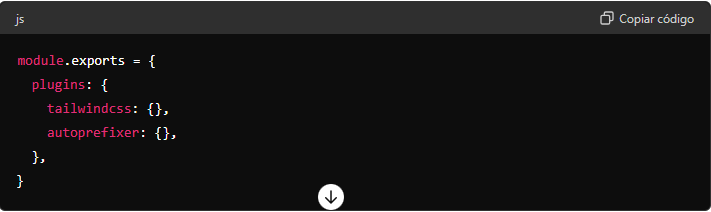 js
Copiar código
module.exports = {
  plugins: {
    tailwindcss: {},
    autoprefixer: {},
  },
}